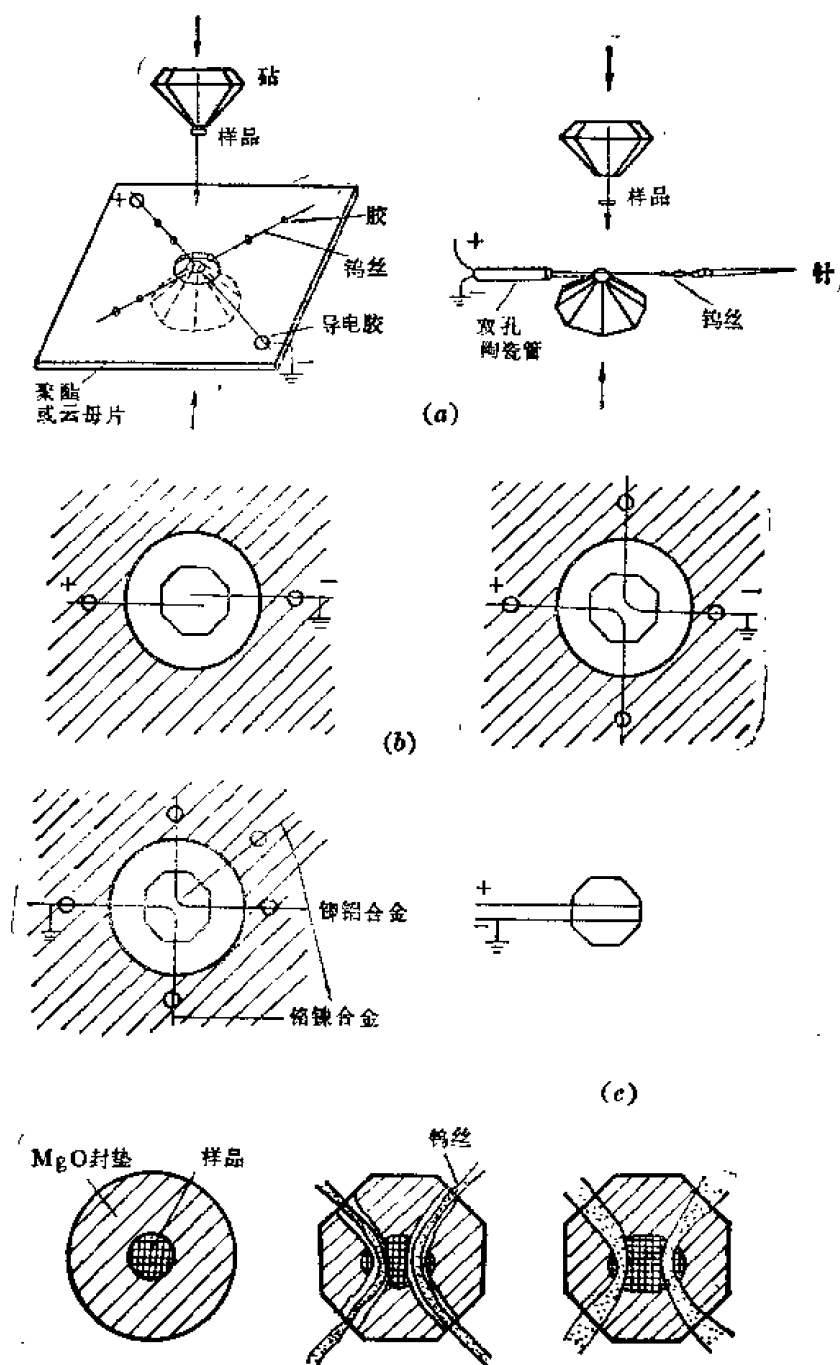 砧
样品
胶
钨丝
导电胶
聚酯
或云母片
+
样品
+
针
钨丝
双孔
陶瓷管
(a)
+
−
+
−
(b)
铆铝合金
铬镍合金
+
−
(c)
MgO封垫
样品
钨丝